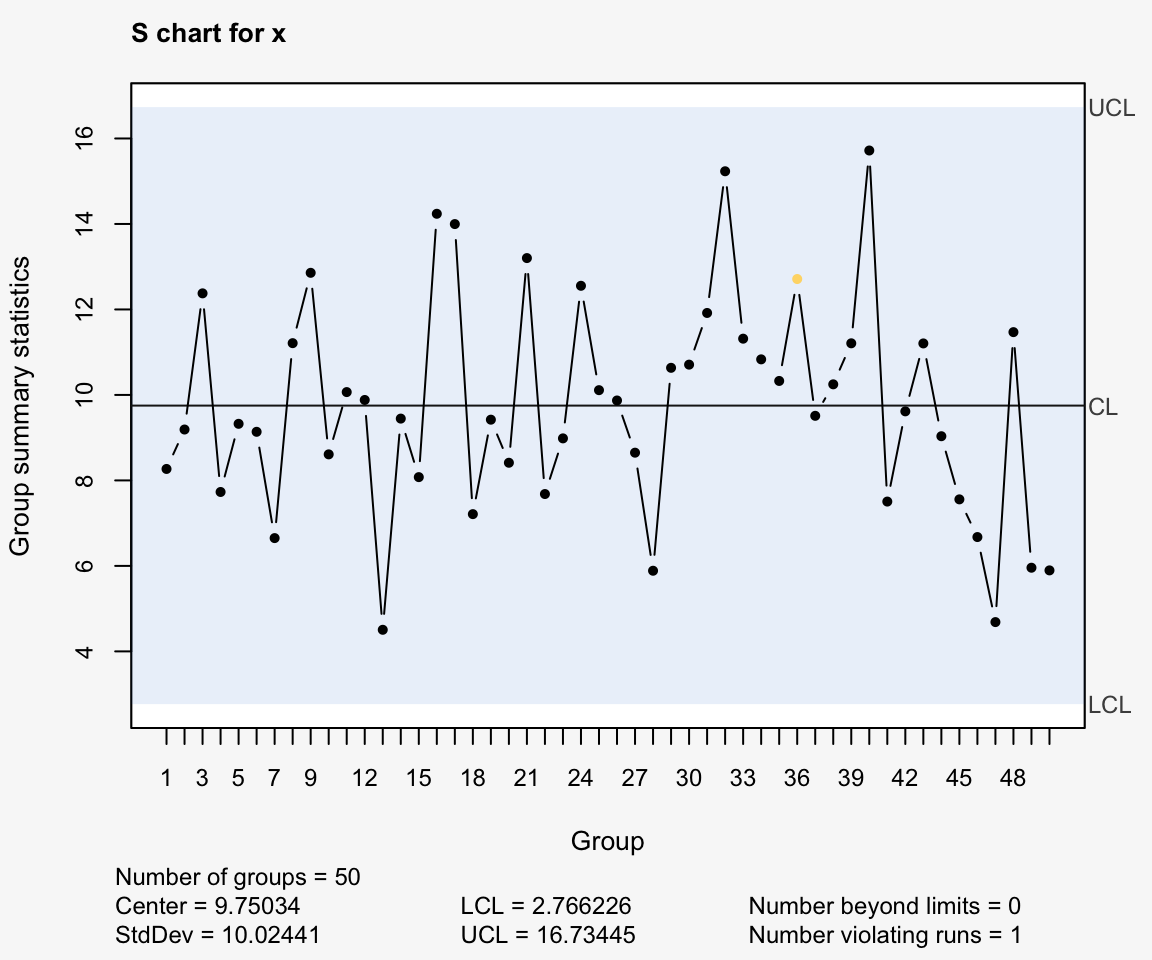 S chart for x
UCL
CL
LCL
Group summary statistics
16
14
12
10
8
6
4
1 3 5 7 9 12 15 18 21 24 27 30 33 36 39 42 45 48
Group
Number of groups = 50
Center = 9.75034 LCL = 2.766226 Number beyond limits = 0
StdDev = 10.02441 UCL = 16.73445 Number violating runs = 1